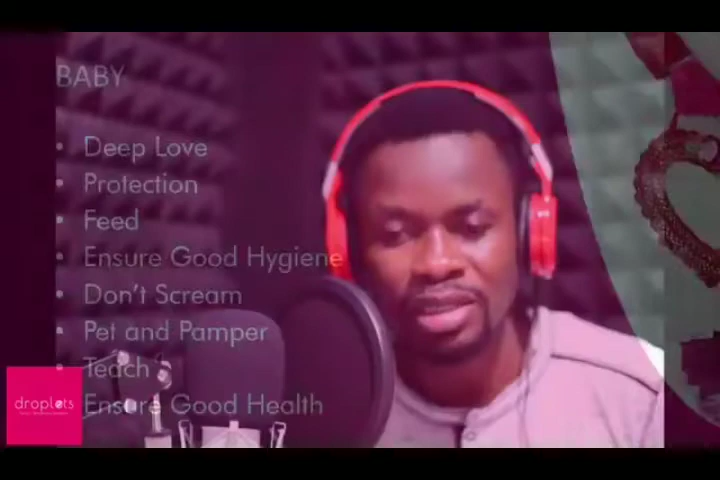 BABY
• Deep Love
• Protection
• Feed
• Ensure Good Hygiene
• Don't Scream
• Pet and Pamper
• Teach
• Ensure Good Health
droplets